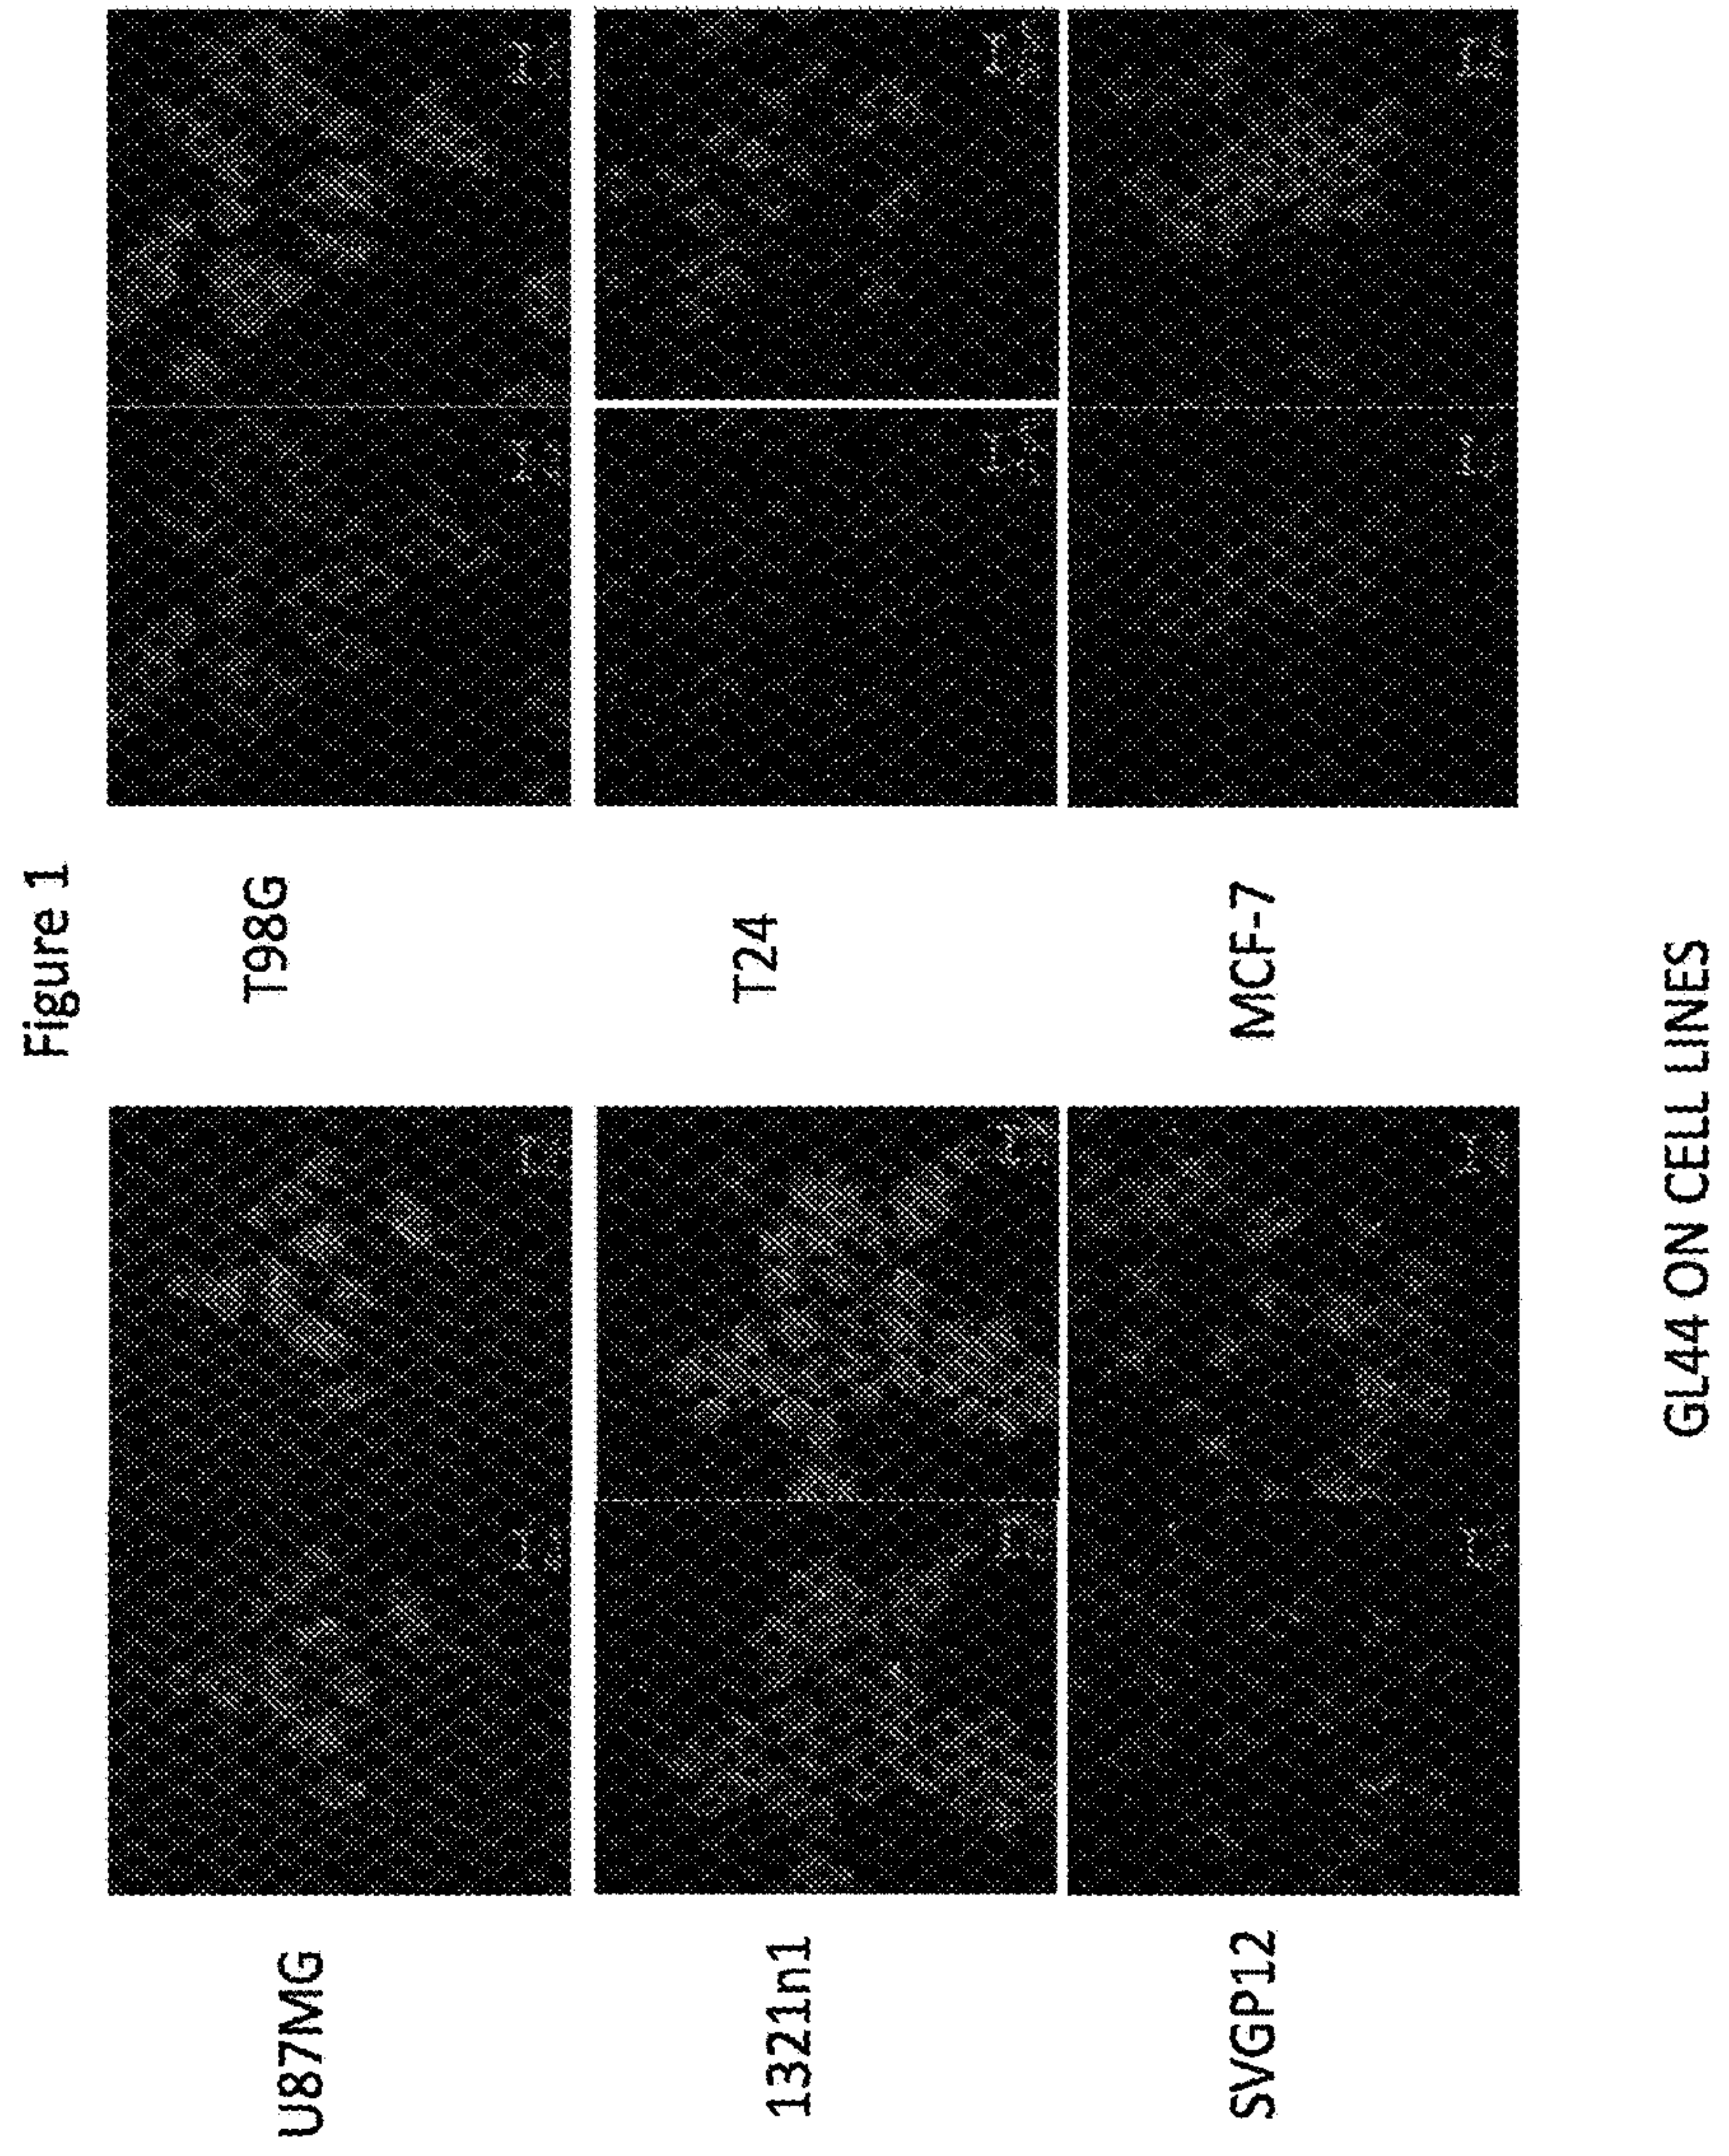 Figure 1
U87MG
T98G
1321n1
T24
SVGP12
MCF-7
GL44 ON CELL LINES